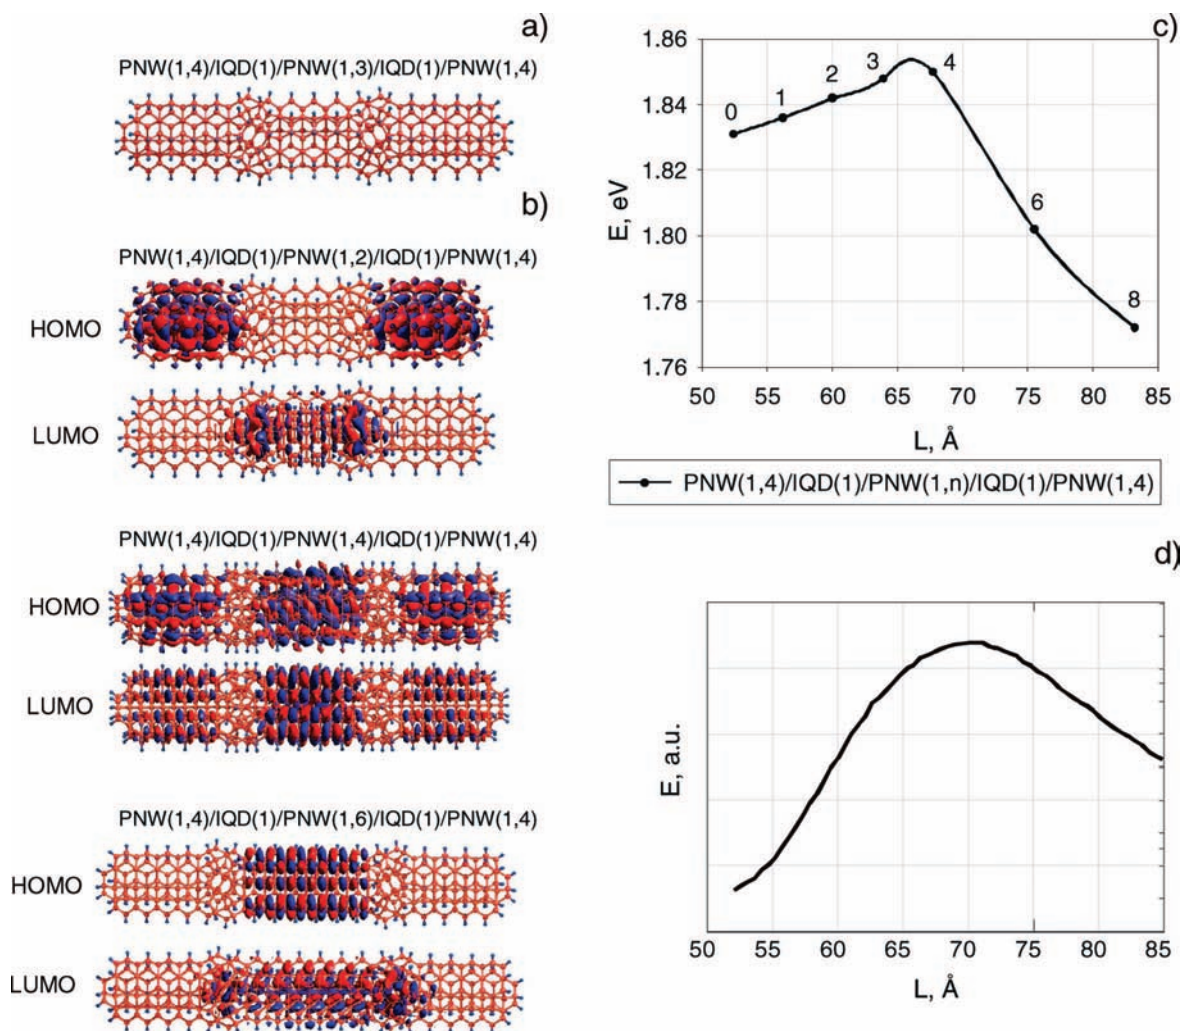 a)
PNW(1,4)/IQD(1)/PNW(1,3)/IQD(1)/PNW(1,4)
b)
PNW(1,4)/IQD(1)/PNW(1,2)/IQD(1)/PNW(1,4)
HOMO
LUMO
PNW(1,4)/IQD(1)/PNW(1,4)/IQD(1)/PNW(1,4)
HOMO
LUMO
PNW(1,4)/IQD(1)/PNW(1,6)/IQD(1)/PNW(1,4)
HOMO
LUMO
c)
1.86
1.84
1.82
1.80
1.78
1.76
E, eV
0
1
2
3
4
6
8
50 55 60 65 70 75 80 85
L, Å
PNW(1,4)/IQD(1)/PNW(1,n)/IQD(1)/PNW(1,4)
d)
E, a.u.
50 55 60 65 70 75 80 85
L, Å